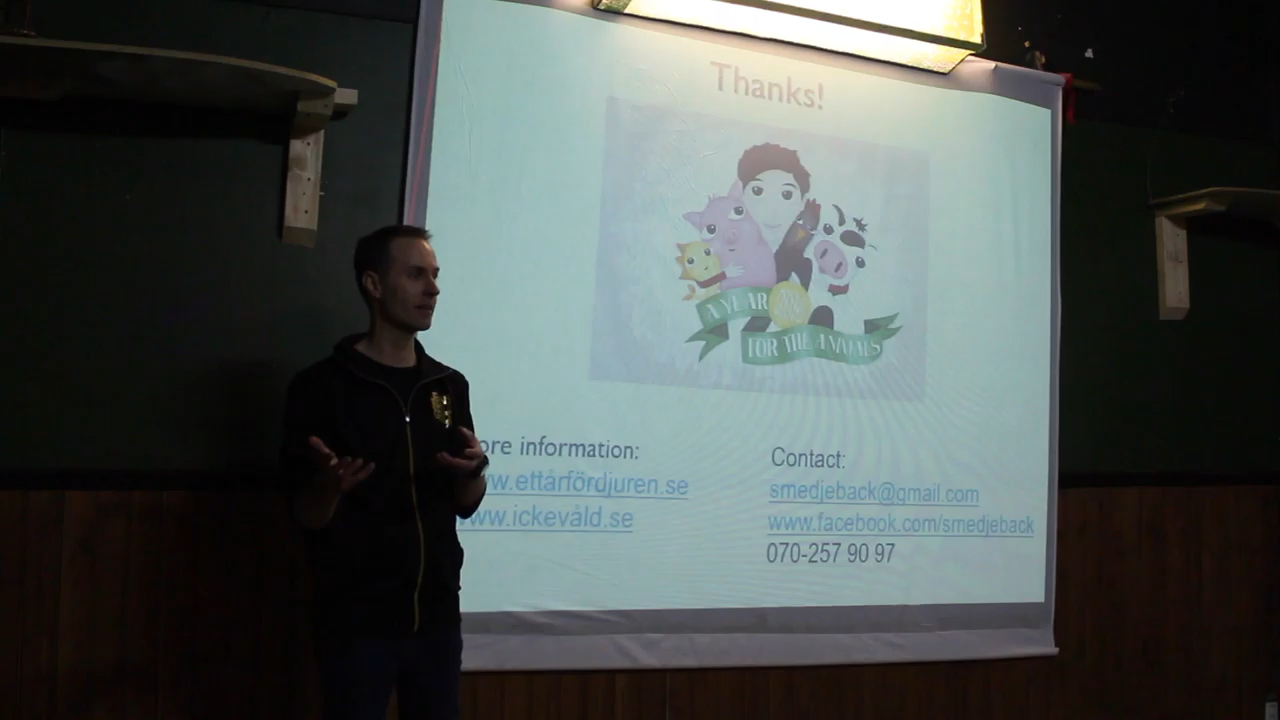 Thanks!
A YEAR
FOR THE ANIMALS
ore information:
ww.ettårfördjuren.se
www.ickevåld.se
Contact:
smedjeback@gmail.com
www.facebook.com/smedjeback
070-257 90 97